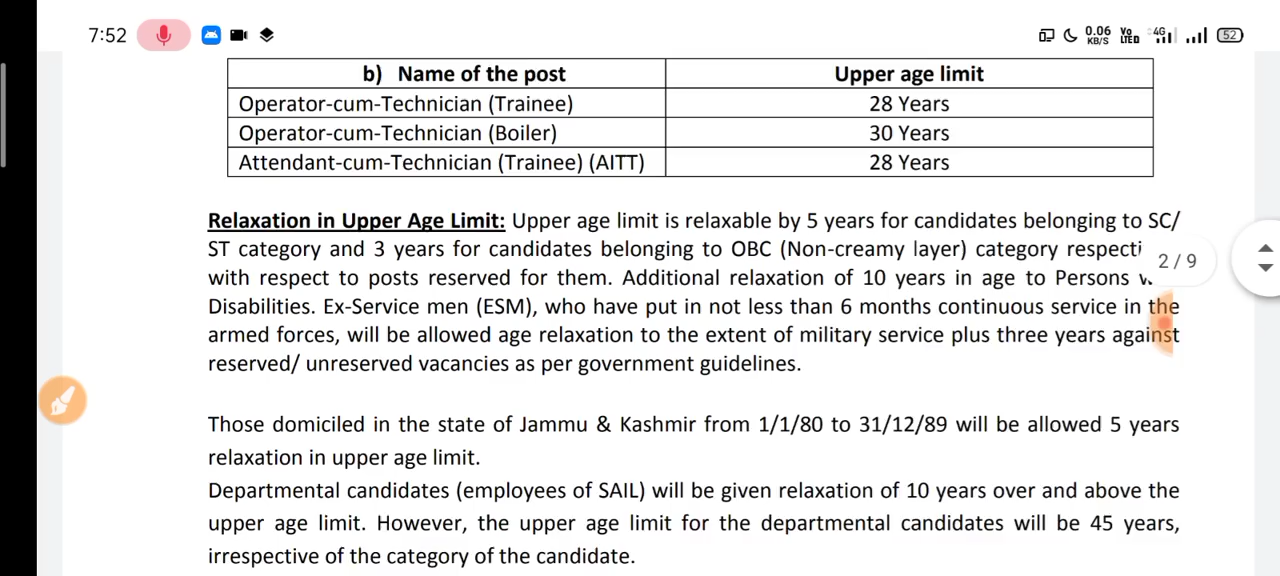 7:52 0.06 KB/S Vo LTED 4G 52
b) Name of the post Upper age limit
Operator-cum-Technician (Trainee) 28 Years
Operator-cum-Technician (Boiler) 30 Years
Attendant-cum-Technician (Trainee) (AITT) 28 Years
Relaxation in Upper Age Limit: Upper age limit is relaxable by 5 years for candidates belonging to SC/
ST category and 3 years for candidates belonging to OBC (Non-creamy layer) category
2 / 9
with respect to posts reserved for them. Additional relaxation of 10 years in age to Persons
Disabilities. Ex-Service men (ESM), who have put in not less than 6 months continuous service in the
armed forces, will be allowed age relaxation to the extent of military service plus three years against
reserved/ unreserved vacancies as per government guidelines.
Those domiciled in the state of Jammu & Kashmir from 1/1/80 to 31/12/89 will be allowed 5 years
relaxation in upper age limit.
Departmental candidates (employees of SAIL) will be given relaxation of 10 years over and above the
upper age limit. However, the upper age limit for the departmental candidates will be 45 years,
irrespective of the category of the candidate.